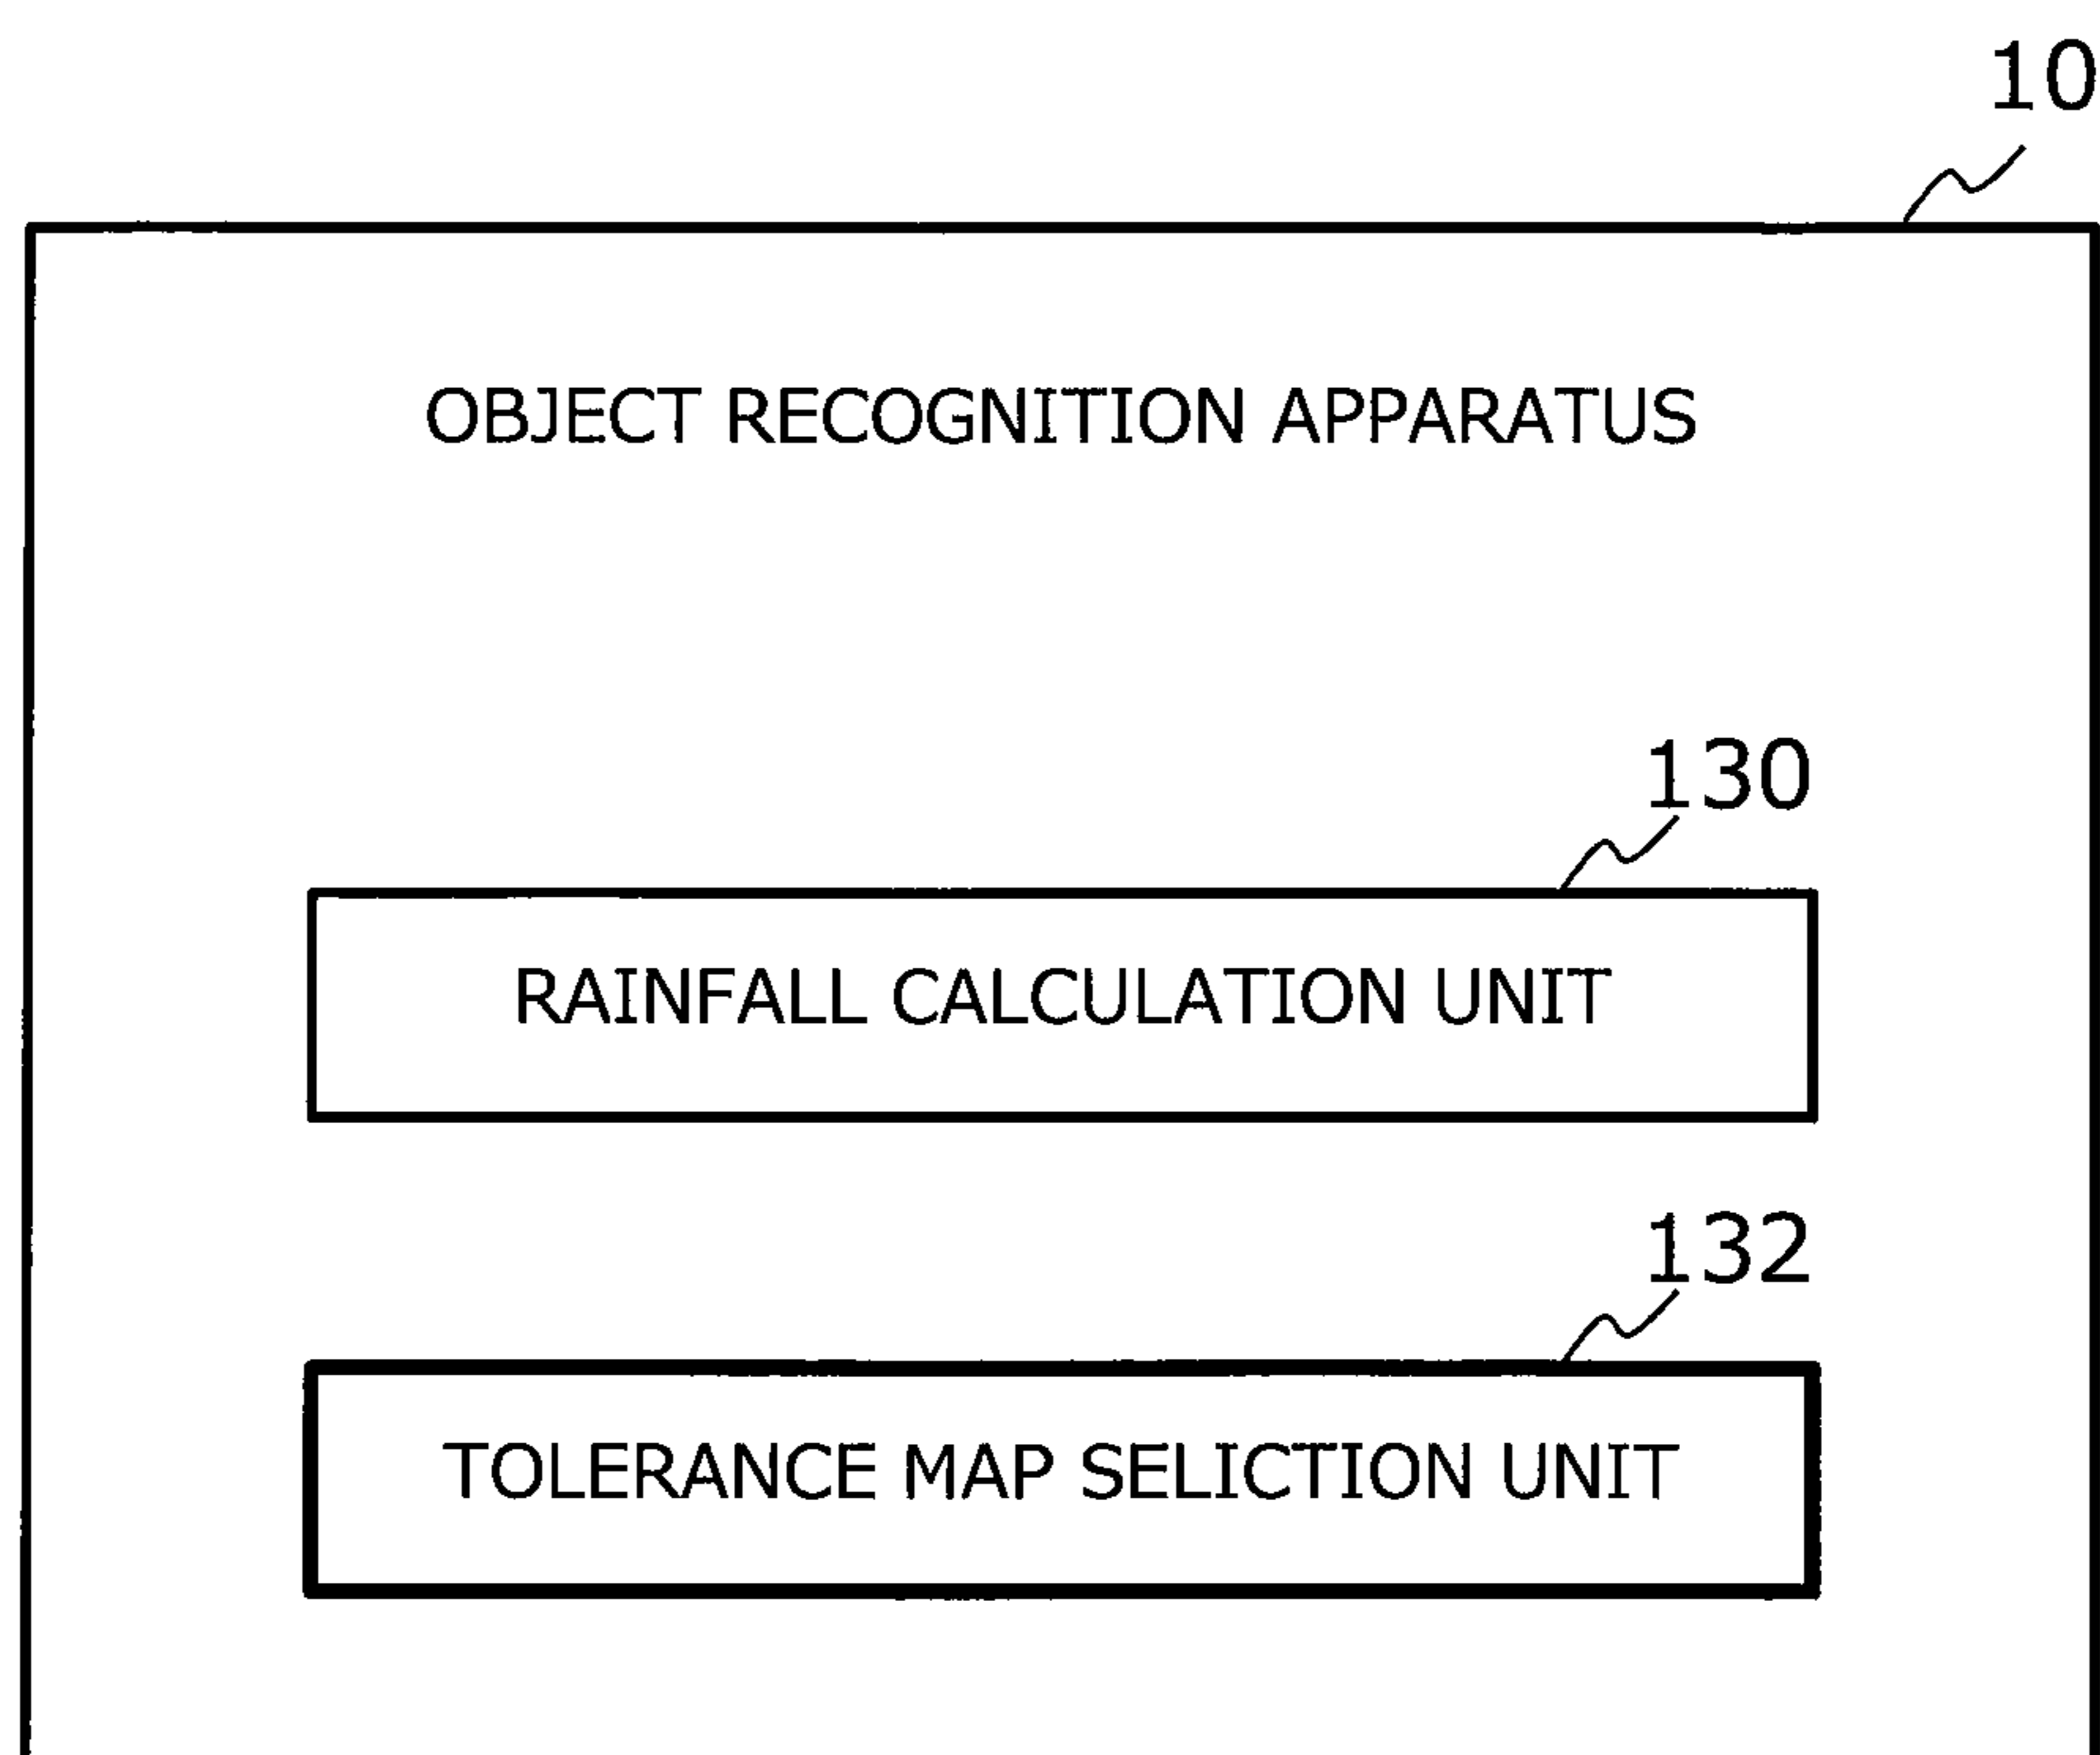 10
OBJECT RECOGNITION APPARATUS
130
RAINFALL CALCULATION UNIT
132
TOLERANCE MAP SELICTION UNIT